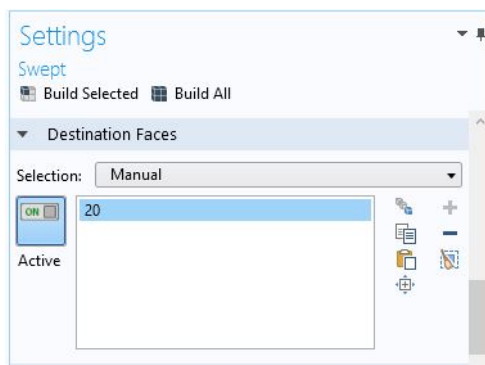 Settings
Swept
Build Selected Build All
Destination Faces
Selection: Manual
ON 20
Active